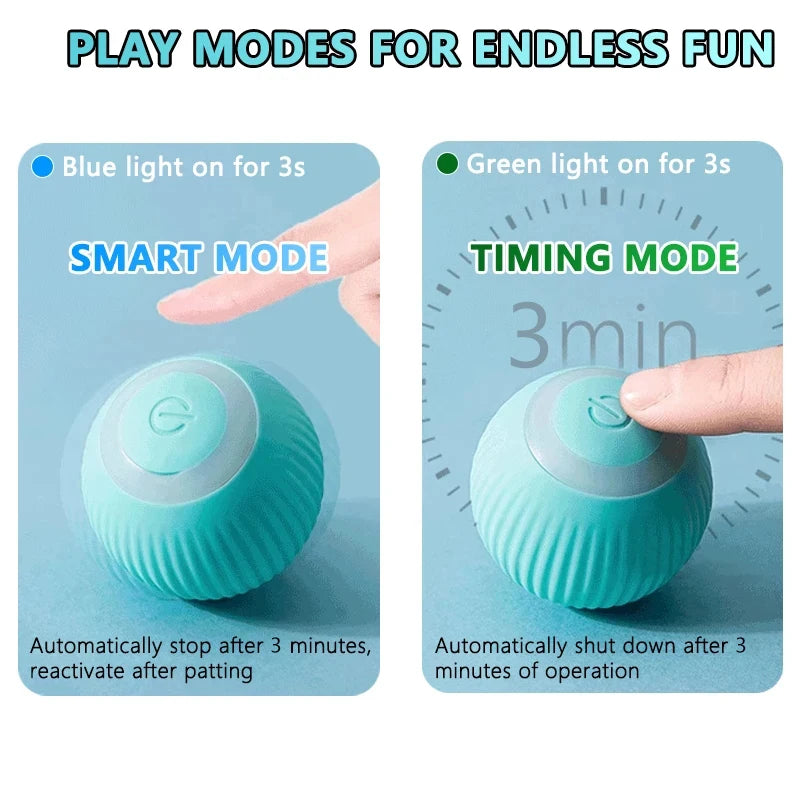 PLAY MODES FOR ENDLESS FUN
Blue light on for 3s
SMART MODE
Automatically stop after 3 minutes,
reactivate after patting
Green light on for 3s
TIMING MODE
3min
Automatically shut down after 3
minutes of operation